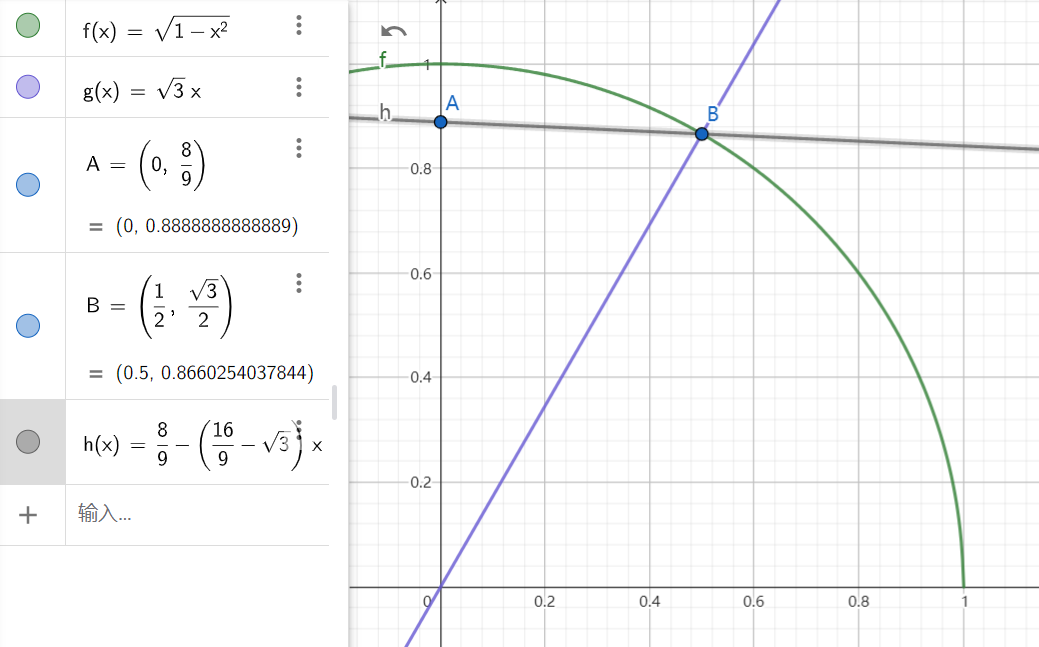 f(x) = √(1 − x²)
g(x) = √3 x
A = (0, 8/9)
= (0, 0.8888888888889)
B = (1/2, √3/2)
= (0.5, 0.8660254037844)
h(x) = 8/9 − (16/9 − √3) x
输入...
f
1
A
h
B
0.8
0.6
0.4
0.2
0
0.2
0.4
0.6
0.8
1